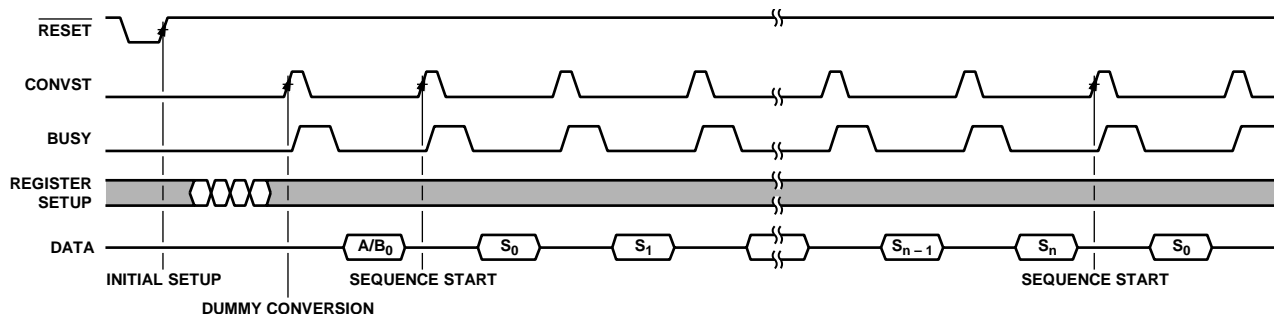 RESET
CONVST
BUSY
REGISTER
SETUP
DATA
A/B0
S0
S1
Sn – 1
Sn
S0
INITIAL SETUP
SEQUENCE START
SEQUENCE START
DUMMY CONVERSION